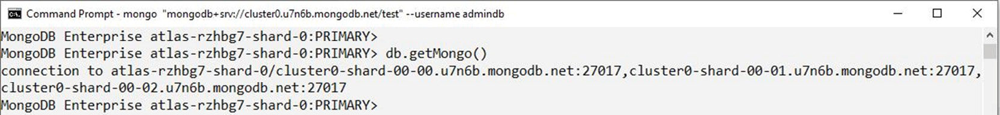 Command Prompt - mongo "mongodb+srv://cluster0.u7n6b.mongodb.net/test" --username admindb
MongoDB Enterprise atlas-rzhbg7-shard-0:PRIMARY>
MongoDB Enterprise atlas-rzhbg7-shard-0:PRIMARY> db.getMongo()
connection to atlas-rzhbg7-shard-0/cluster0-shard-00-00.u7n6b.mongodb.net:27017,cluster0-shard-00-01.u7n6b.mongodb.net:27017,
cluster0-shard-00-02.u7n6b.mongodb.net:27017
MongoDB Enterprise atlas-rzhbg7-shard-0:PRIMARY>